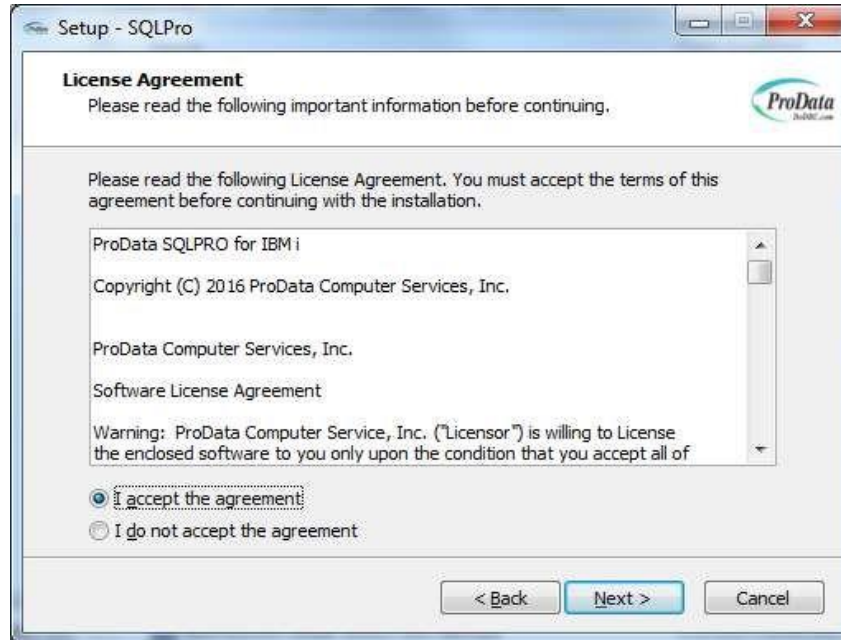 Setup - SQLPro
License Agreement
Please read the following important information before continuing.
ProData
Please read the following License Agreement. You must accept the terms of this
agreement before continuing with the installation.
ProData SQLPRO for IBM i
Copyright (C) 2016 ProData Computer Services, Inc.
ProData Computer Services, Inc.
Software License Agreement
Warning: ProData Computer Service, Inc. ("Licensor") is willing to License
the enclosed software to you only upon the condition that you accept all of
I accept the agreement
I do not accept the agreement
< Back
Next >
Cancel